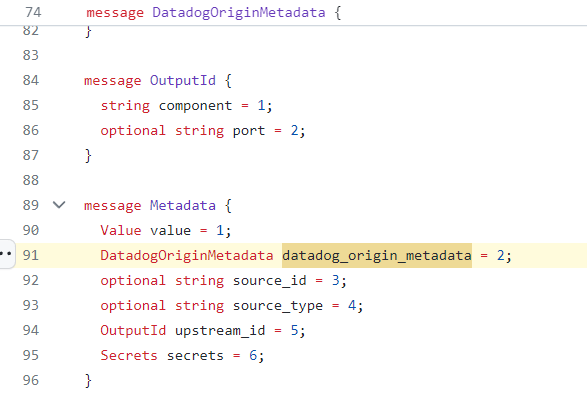 74 message DatadogOriginMetadata {
82 }
83
84 message OutputId {
85 string component = 1;
86 optional string port = 2;
87 }
88
89 message Metadata {
90 Value value = 1;
91 DatadogOriginMetadata datadog_origin_metadata = 2;
92 optional string source_id = 3;
93 optional string source_type = 4;
94 OutputId upstream_id = 5;
95 Secrets secrets = 6;
96 }